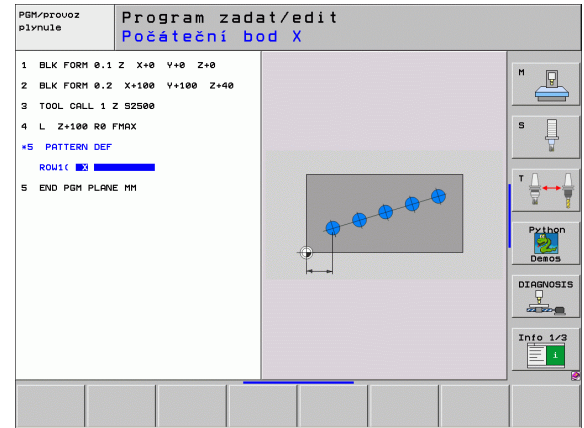 PGM/provoz
plynule
Program zadat/edit
Počáteční bod X
1 BLK FORM 0.1 Z X+0 Y+0 Z+0
2 BLK FORM 0.2 X+100 Y+100 Z+40
3 TOOL CALL 1 Z S2500
4 L Z+100 R0 FMAX
*5 PATTERN DEF
ROW1( X
5 END PGM PLANE MM
M
S
T
Python
Demos
DIAGNOSIS
Info 1/3
i